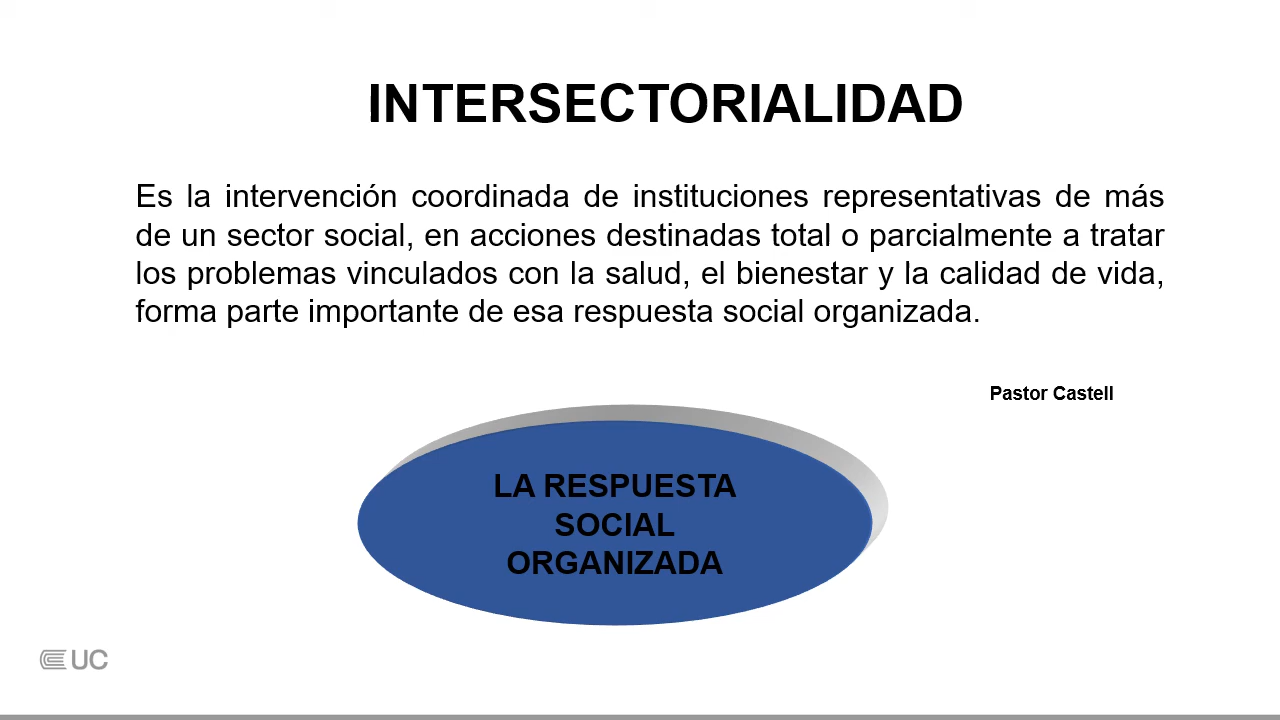 INTERSECTORIALIDAD
Es la intervención coordinada de instituciones representativas de más
de un sector social, en acciones destinadas total o parcialmente a tratar
los problemas vinculados con la salud, el bienestar y la calidad de vida,
forma parte importante de esa respuesta social organizada.
Pastor Castell
LA RESPUESTA
SOCIAL
ORGANIZADA
UC